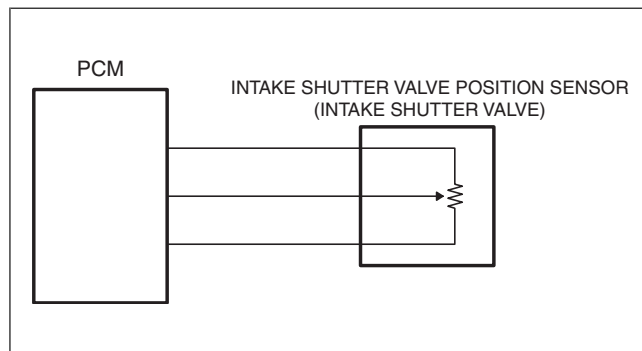 PCM
INTAKE SHUTTER VALVE POSITION SENSOR
(INTAKE SHUTTER VALVE)